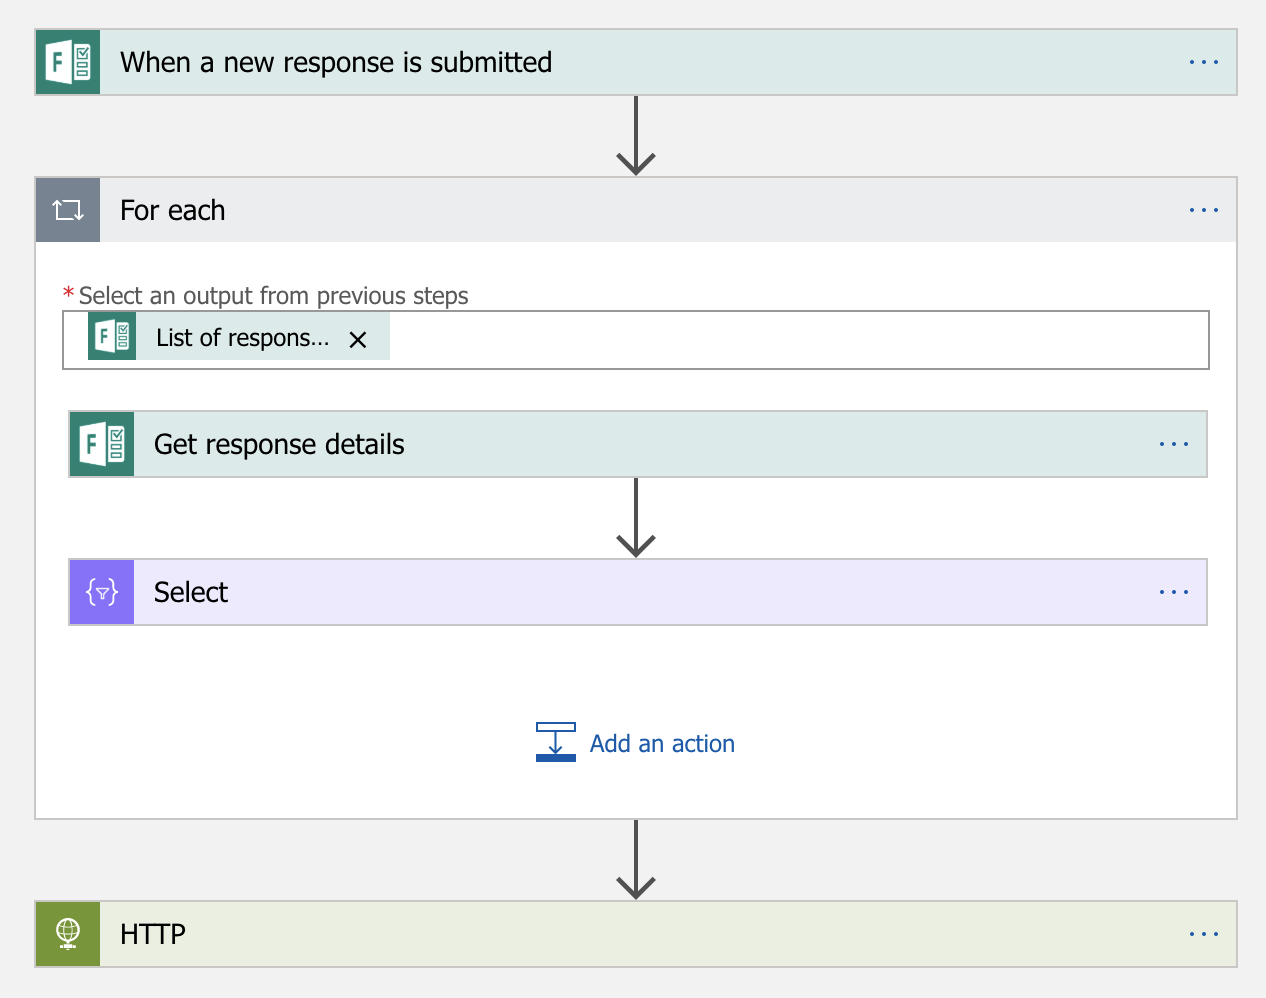 When a new response is submitted
For each
* Select an output from previous steps
List of respons...
Get response details
Select
Add an action
HTTP